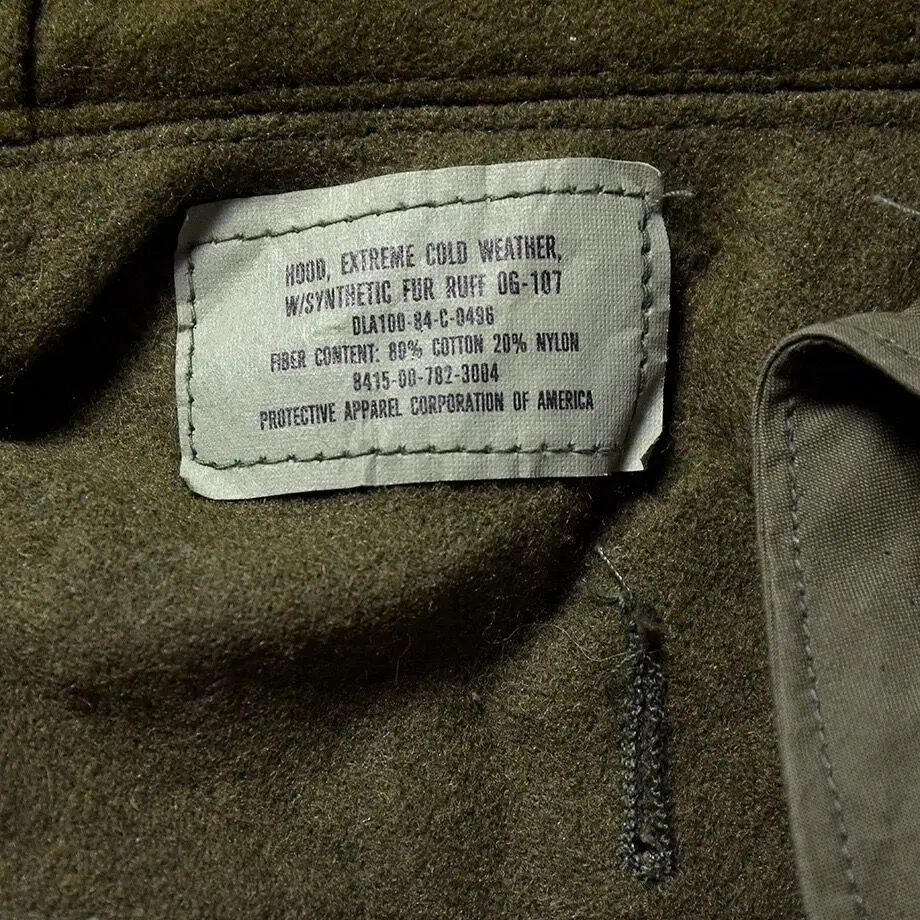 HOOD, EXTREME COLD WEATHER,
W/SYNTHETIC FUR RUFF OG-107
DLA100-84-C-0496
FIBER CONTENT: 80% COTTON 20% NYLON
8415-00-782-3004
PROTECTIVE APPAREL CORPORATION OF AMERICA